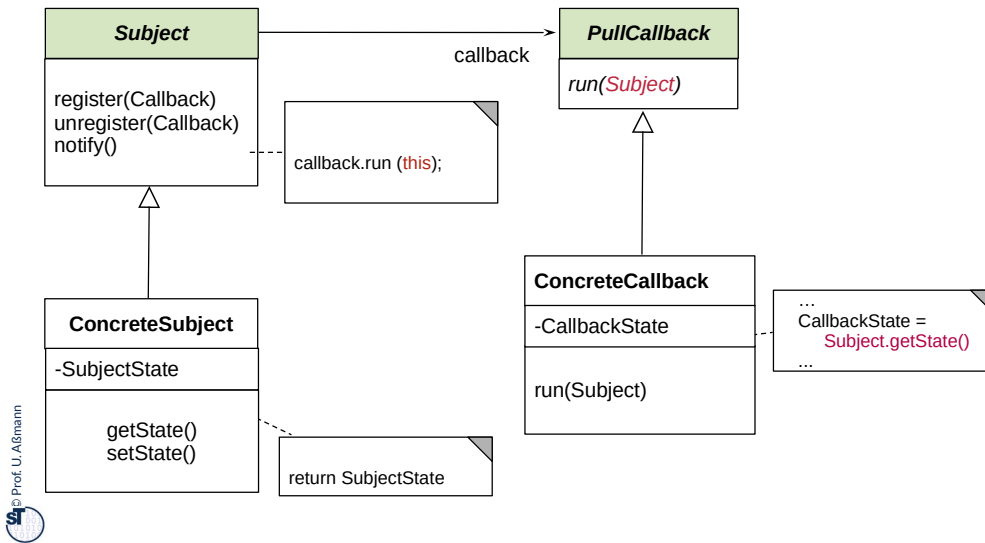 Subject
register(Callback)
unregister(Callback)
notify()
callback
PullCallback
run(Subject)
callback.run (this);
ConcreteSubject
-SubjectState
getState()
setState()
return SubjectState
ConcreteCallback
-CallbackState
run(Subject)
...
CallbackState =
Subject.getState()
...
© Prof. U. Aßmann
ST